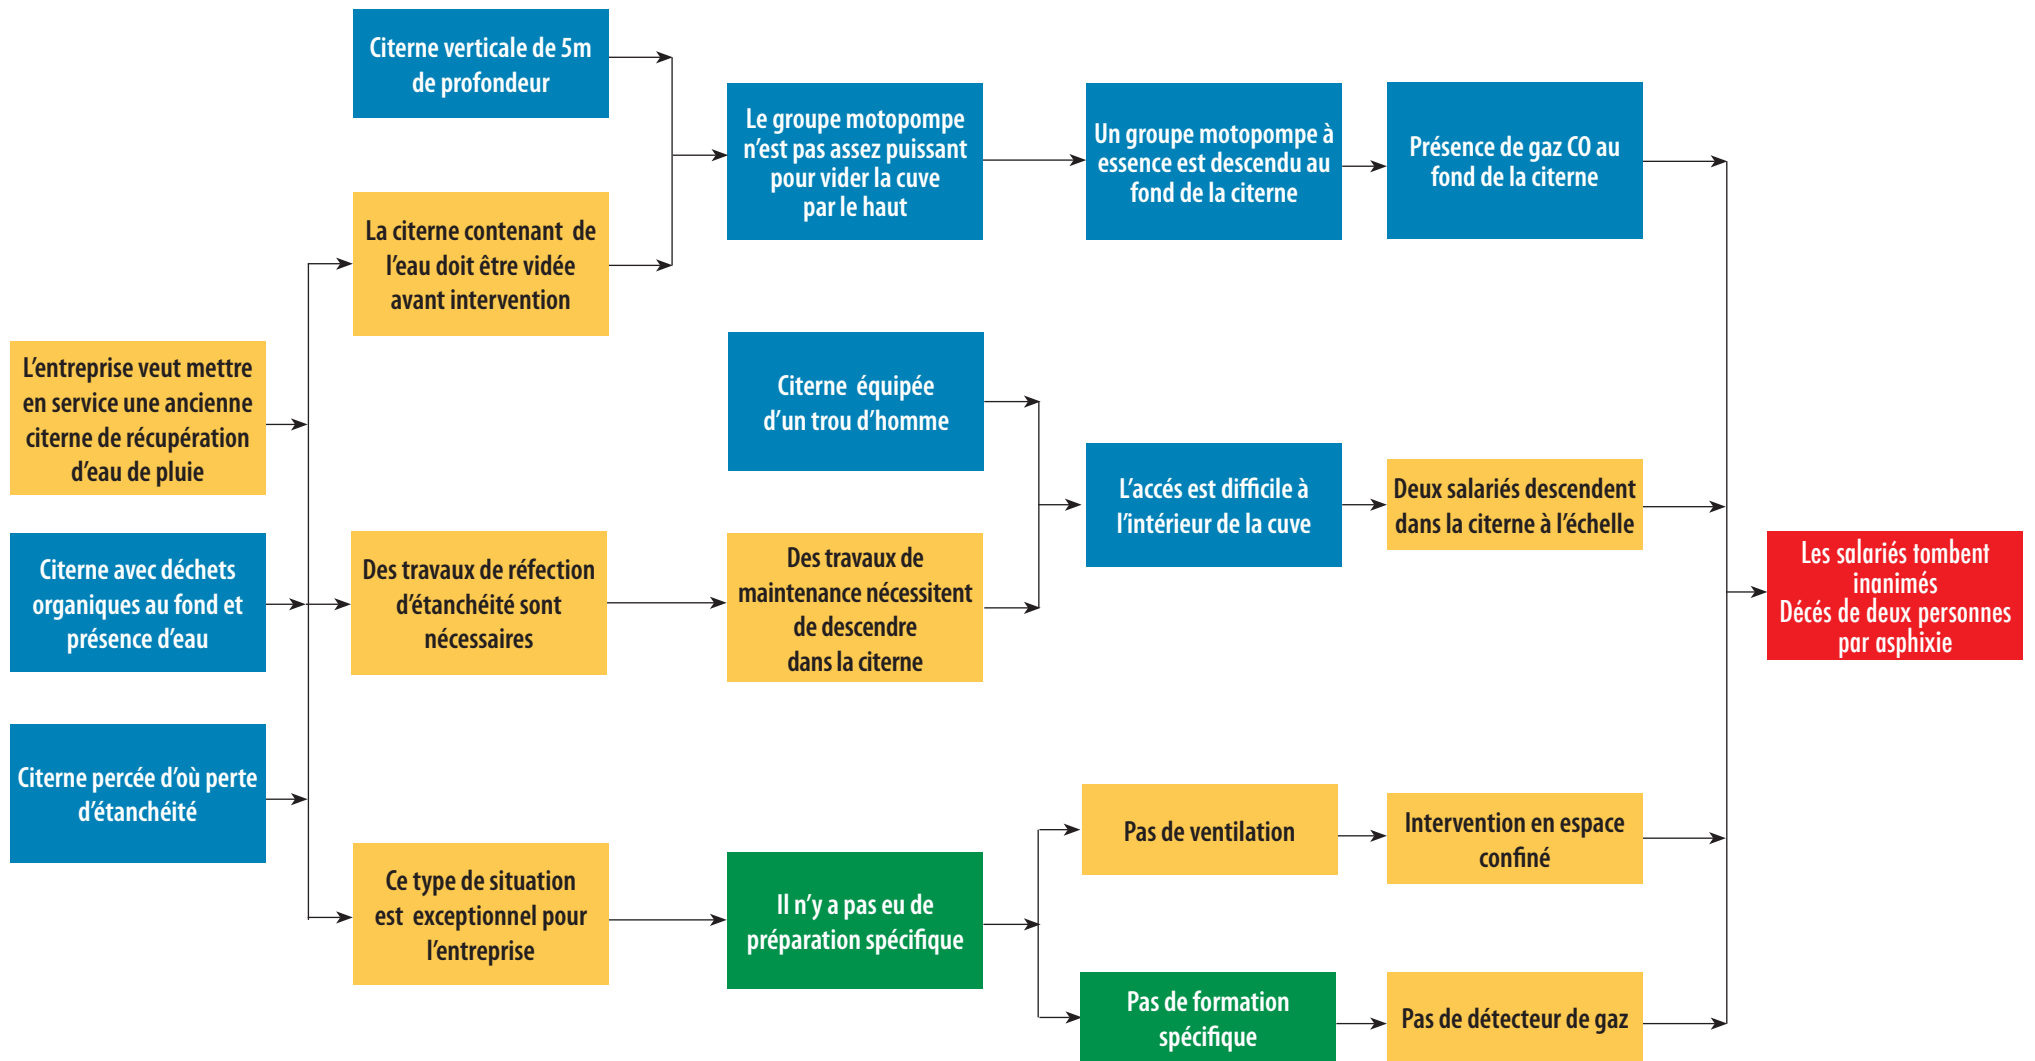 Citerne verticale de 5m
de profondeur
Le groupe motopompe
n'est pas assez puissant
pour vider la cuve
par le haut
Un groupe motopompe à
essence est descendu au
fond de la citerne
Présence de gaz CO au
fond de la citerne
La citerne contenant de
l'eau doit être vidée
avant intervention
L'entreprise veut mettre
en service une ancienne
citerne de récupération
d'eau de pluie
Citerne équipée
d'un trou d'homme
L'accés est difficile à
l'intérieur de la cuve
Deux salariés descendent
dans la citerne à l'échelle
Citerne avec déchets
organiques au fond et
présence d'eau
Des travaux de réfection
d'étanchéité sont
nécessaires
Des travaux de
maintenance nécessitent
de descendre
dans la citerne
Les salariés tombent
inanimés
Décés de deux personnes
par asphixie
Citerne percée d'où perte
d'étanchéité
Pas de ventilation
Intervention en espace
confiné
Ce type de situation
est exceptionnel pour
l'entreprise
Il n'y a pas eu de
préparation spécifique
Pas de formation
spécifique
Pas de détecteur de gaz